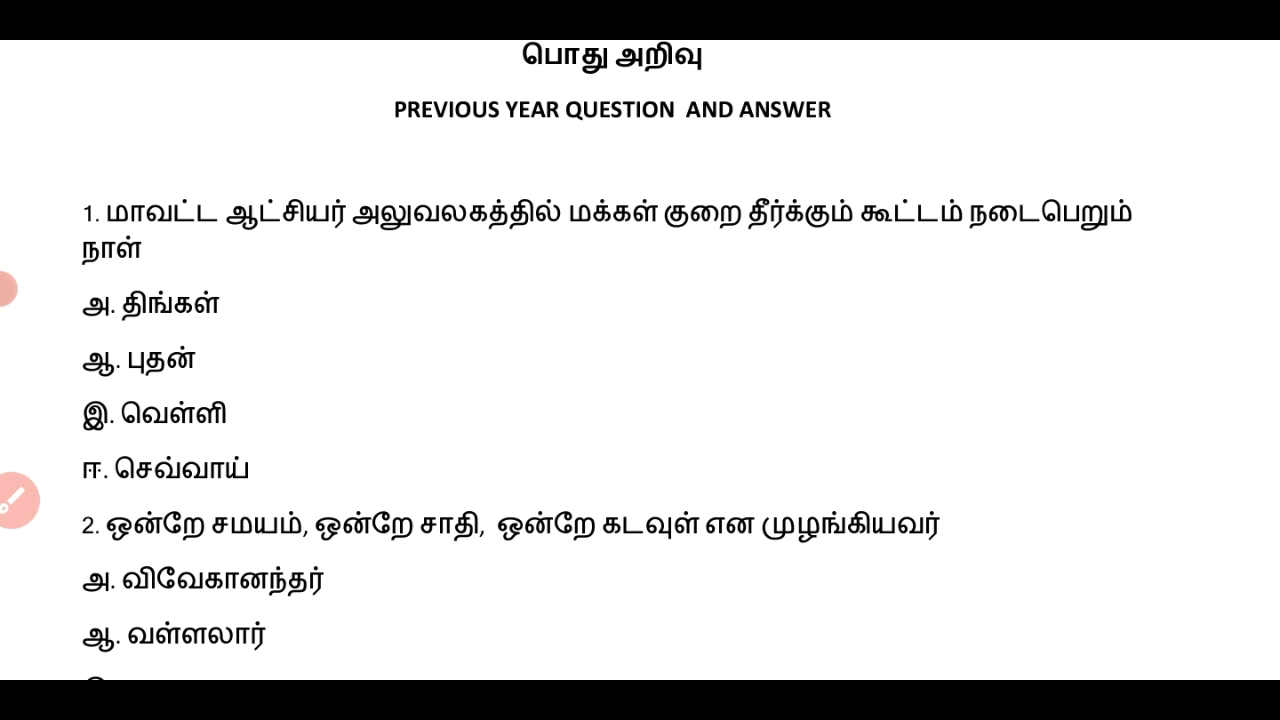 பொது அறிவு
PREVIOUS YEAR QUESTION AND ANSWER
1. மாவட்ட ஆட்சியர் அலுவலகத்தில் மக்கள் குறை தீர்க்கும் கூட்டம் நடைபெறும்
நாள்
அ. திங்கள்
ஆ. புதன்
இ. வெள்ளி
ஈ. செவ்வாய்
2. ஒன்றே சமயம், ஒன்றே சாதி, ஒன்றே கடவுள் என முழங்கியவர்
அ. விவேகானந்தர்
ஆ. வள்ளலார்